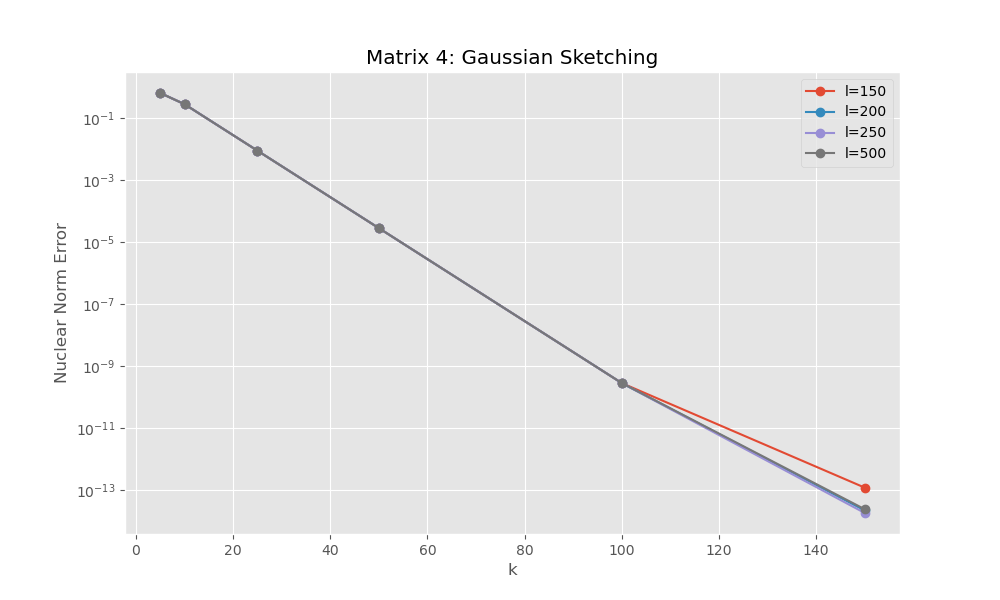 Matrix 4: Gaussian Sketching
l=150
l=200
l=250
l=500
Nuclear Norm Error
10⁻¹
10⁻³
10⁻⁵
10⁻⁷
10⁻⁹
10⁻¹¹
10⁻¹³
0 20 40 60 80 100 120 140
k